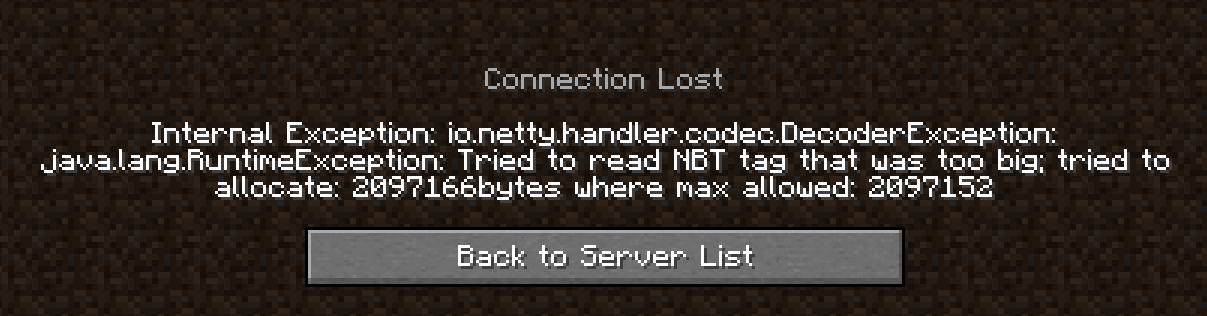 Connection Lost
Internal Exception: io.netty.handler.codec.DecoderException:
java.lang.RuntimeException: Tried to read NBT tag that was too big; tried to
allocate: 2097166bytes where max allowed: 2097152
Back to Server List